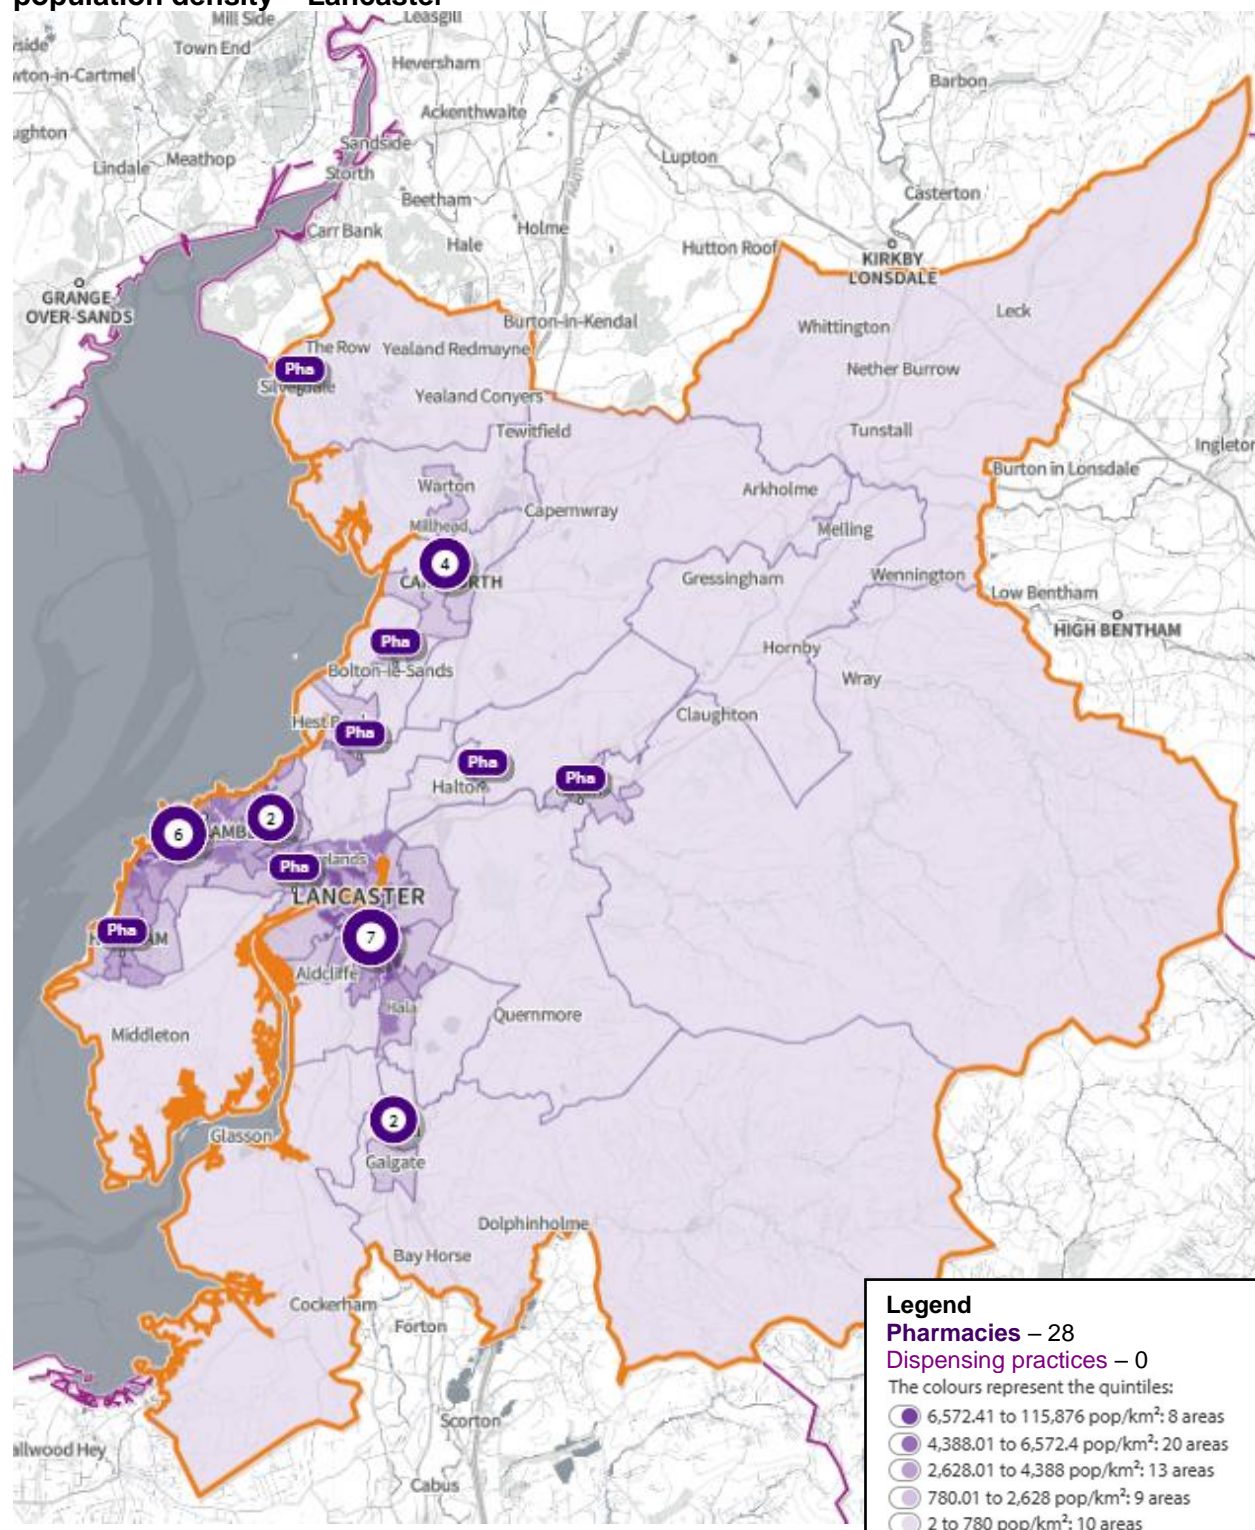 population density – Lancaster
Mill Side
Leasgill
Town End
Heversham
Barbon
Ackenthwaite
Sandside
Lindale
Meathop
Storth
Lupton
Beetham
Casterton
Carr Bank
Hale
Holme
Hutton Roof
KIRKBY
LONSDALE
GRANGE-
OVER-SANDS
Burton-in-Kendal
Whittington
Leck
The Row
Yealand Redmayne
Pha
Nether Burrow
Yealand Conyers
Tewitfield
Tunstall
Burton in Lonsdale
Warton
Arkholme
Capernwray
Millhead
Melling
4
Gressingham
Wennington
Low Bentham
HIGH BENTHAM
Pha
Bolton-le-Sands
Hornby
Wray
Claughton
Pha
Pha
Halton
Pha
6
2
Pha
LANCASTER
Pha
7
Aldcliffe
Hala
Quernmore
Middleton
2
Glasson
Galgate
Dolphinholme
Bay Horse
Cockerham
Forton
Scorton
Cabus
Legend
Pharmacies – 28
Dispensing practices – 0
The colours represent the quintiles:
6,572.41 to 115,876 pop/km²: 8 areas
4,388.01 to 6,572.4 pop/km²: 20 areas
2,628.01 to 4,388 pop/km²: 13 areas
780.01 to 2,628 pop/km²: 9 areas
2 to 780 pop/km²: 10 areas